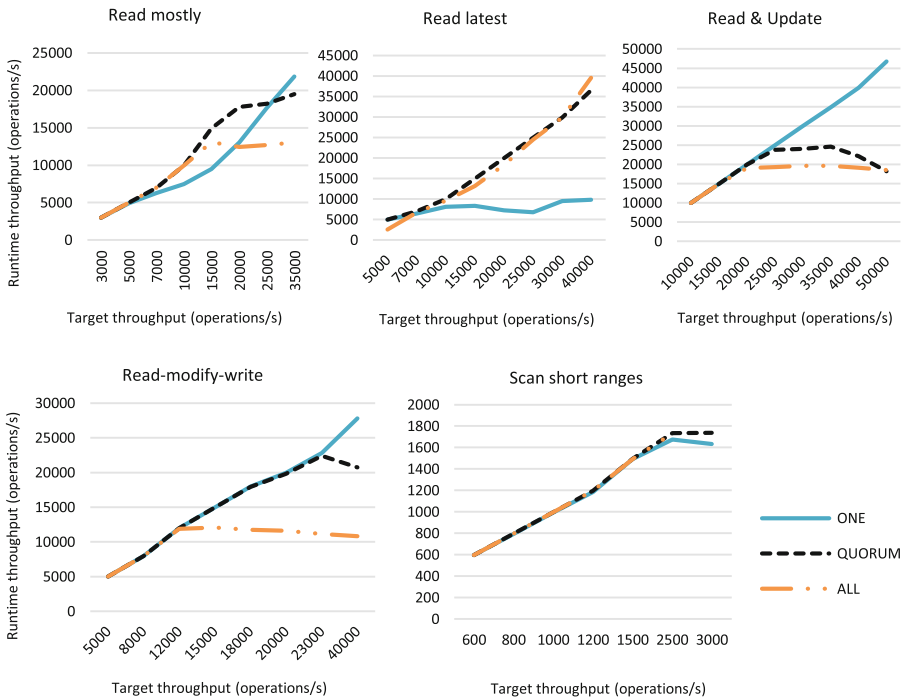 Read mostly
25000
20000
15000
10000
5000
0
3000 5000 7000 10000 15000 20000 25000 35000
Runtime throughput (operations/s)
Target throughput (operations/s)
Read latest
45000
40000
35000
30000
25000
20000
15000
10000
5000
0
5000 7000 10000 15000 20000 25000 30000 40000
Target throughput (operations/s)
Read & Update
50000
45000
40000
35000
30000
25000
20000
15000
10000
5000
0
10000 15000 20000 25000 30000 35000 40000 50000
Target throughput (operations/s)
Read-modify-write
30000
25000
20000
15000
10000
5000
0
5000 8000 12000 15000 18000 20000 23000 40000
Runtime throughput (operations/s)
Target throughput (operations/s)
Scan short ranges
2000
1800
1600
1400
1200
1000
800
600
400
200
0
600 800 1000 1200 1500 2500 3000
Target throughput (operations/s)
ONE
QUORUM
ALL